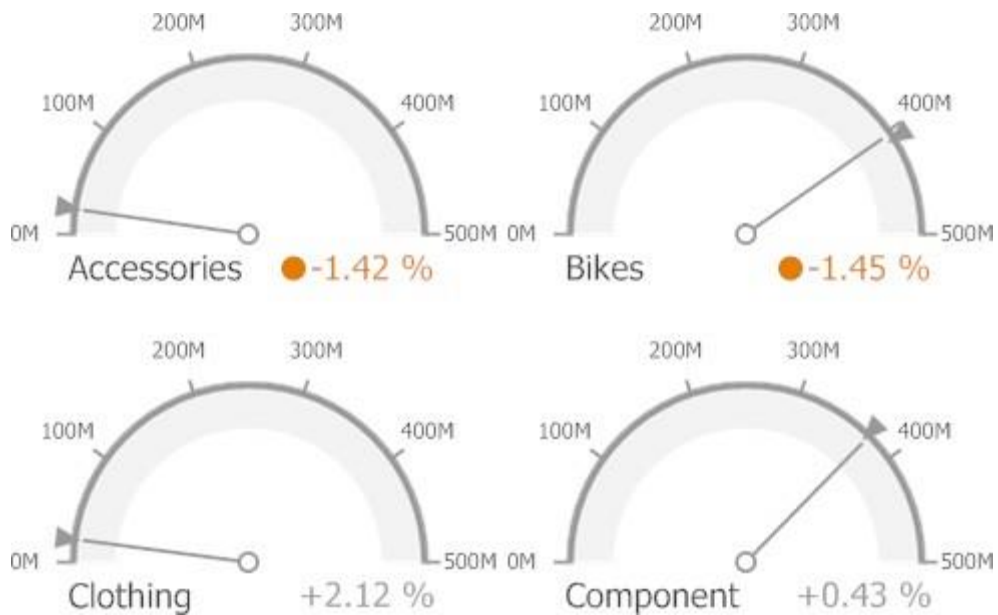 200M 300M 200M 300M
100M 400M 100M 400M
0M 500M 0M 500M
Accessories -1.42 % Bikes -1.45 %
200M 300M 200M 300M
100M 400M 100M 400M
0M 500M 0M 500M
Clothing +2.12 % Component +0.43 %